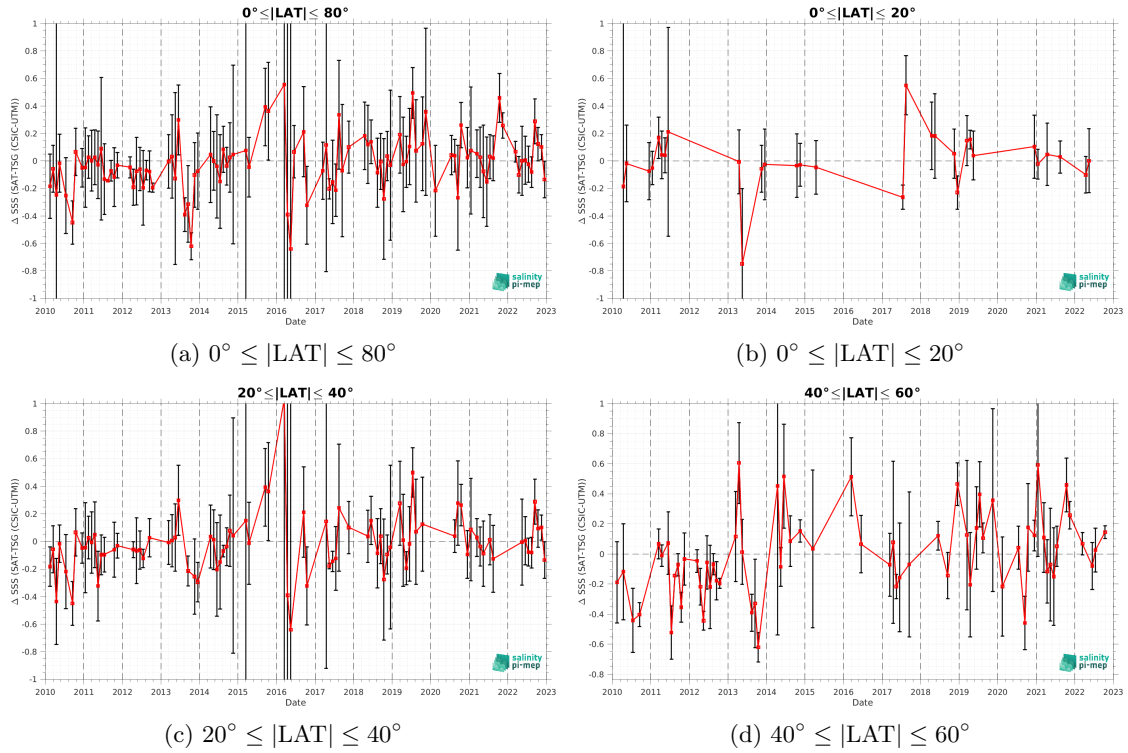 0°≤|LAT|≤ 80°
Δ SSS (SAT-TSG (CSIC-UTM))
1
0.8
0.6
0.4
0.2
0
-0.2
-0.4
-0.6
-0.8
-1
2010 2011 2012 2013 2014 2015 2016 2017 2018 2019 2020 2021 2022 2023
Date
salinity
pi-mep
(a) 0° ≤ |LAT| ≤ 80°
0°≤|LAT|≤ 20°
Δ SSS (SAT-TSG (CSIC-UTM))
1
0.8
0.6
0.4
0.2
0
-0.2
-0.4
-0.6
-0.8
-1
2010 2011 2012 2013 2014 2015 2016 2017 2018 2019 2020 2021 2022 2023
Date
salinity
pi-mep
(b) 0° ≤ |LAT| ≤ 20°
20°≤|LAT|≤ 40°
Δ SSS (SAT-TSG (CSIC-UTM))
1
0.8
0.6
0.4
0.2
0
-0.2
-0.4
-0.6
-0.8
-1
2010 2011 2012 2013 2014 2015 2016 2017 2018 2019 2020 2021 2022 2023
Date
salinity
pi-mep
(c) 20° ≤ |LAT| ≤ 40°
40°≤|LAT|≤ 60°
Δ SSS (SAT-TSG (CSIC-UTM))
1
0.8
0.6
0.4
0.2
0
-0.2
-0.4
-0.6
-0.8
2010 2011 2012 2013 2014 2015 2016 2017 2018 2019 2020 2021 2022 2023
Date
salinity
pi-mep
(d) 40° ≤ |LAT| ≤ 60°